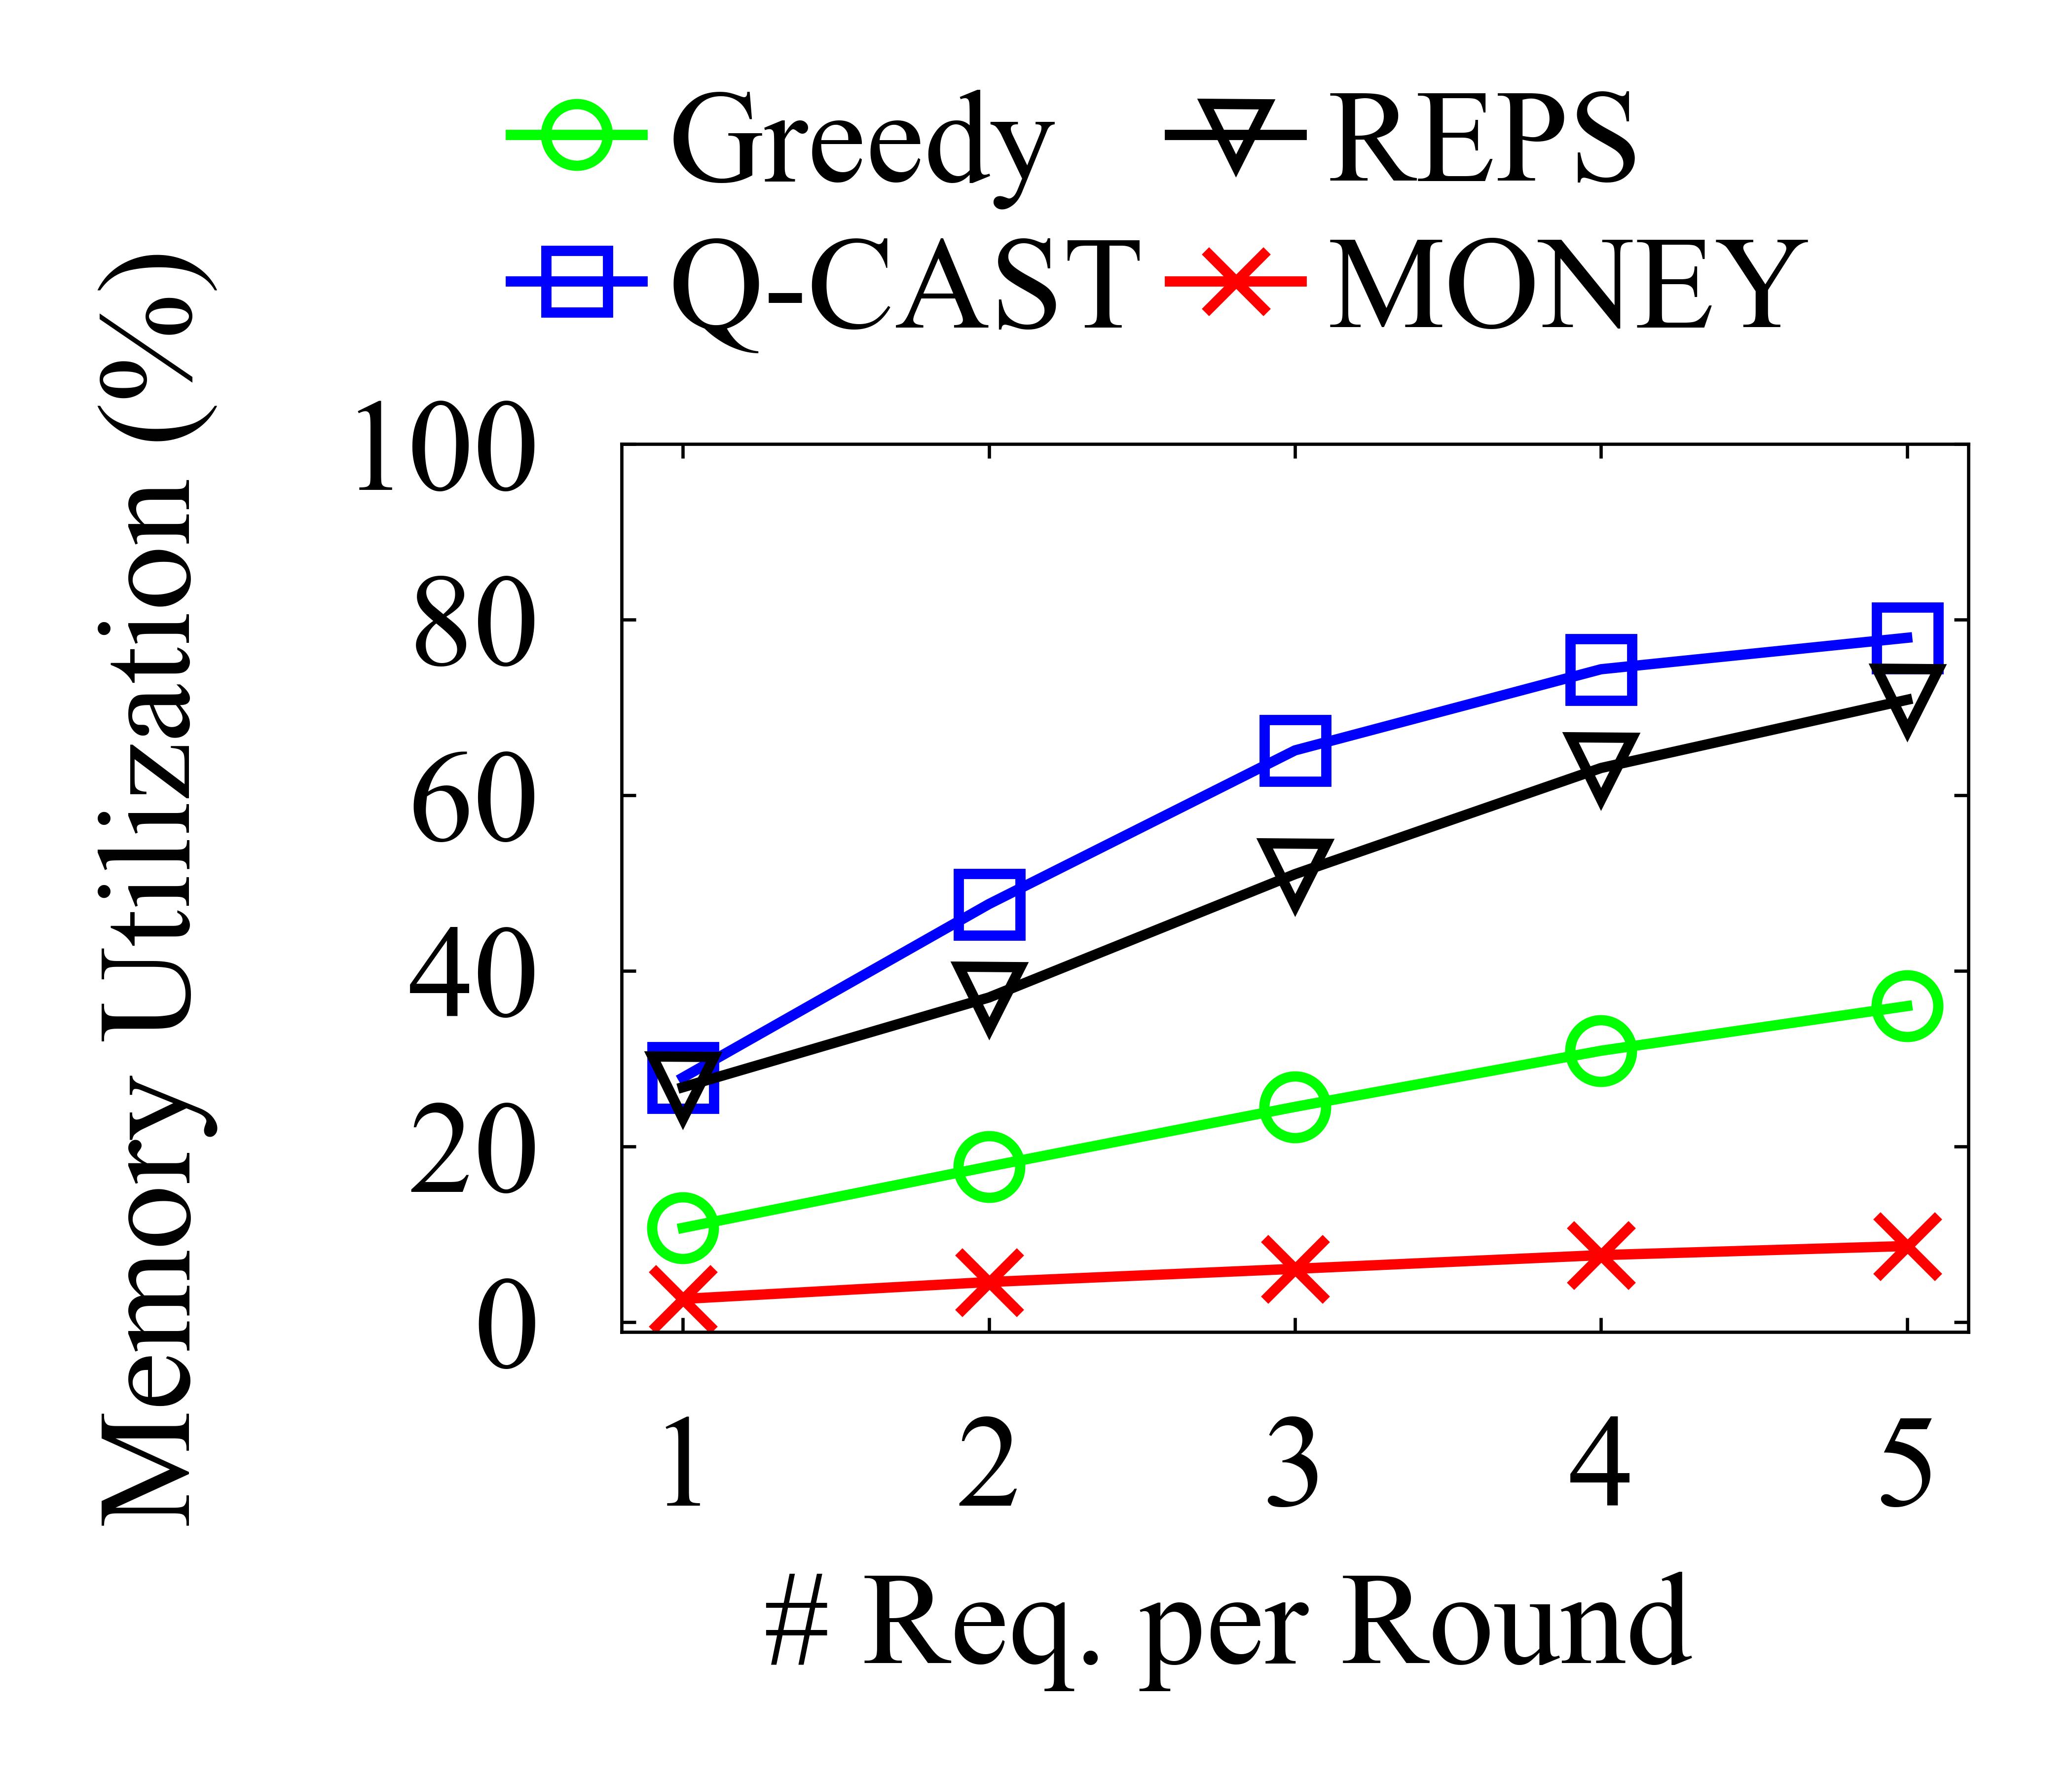 Greedy REPS
Q-CAST MONEY
Memory Utilization (%)
100
80
60
40
20
0
1 2 3 4 5
# Req. per Round